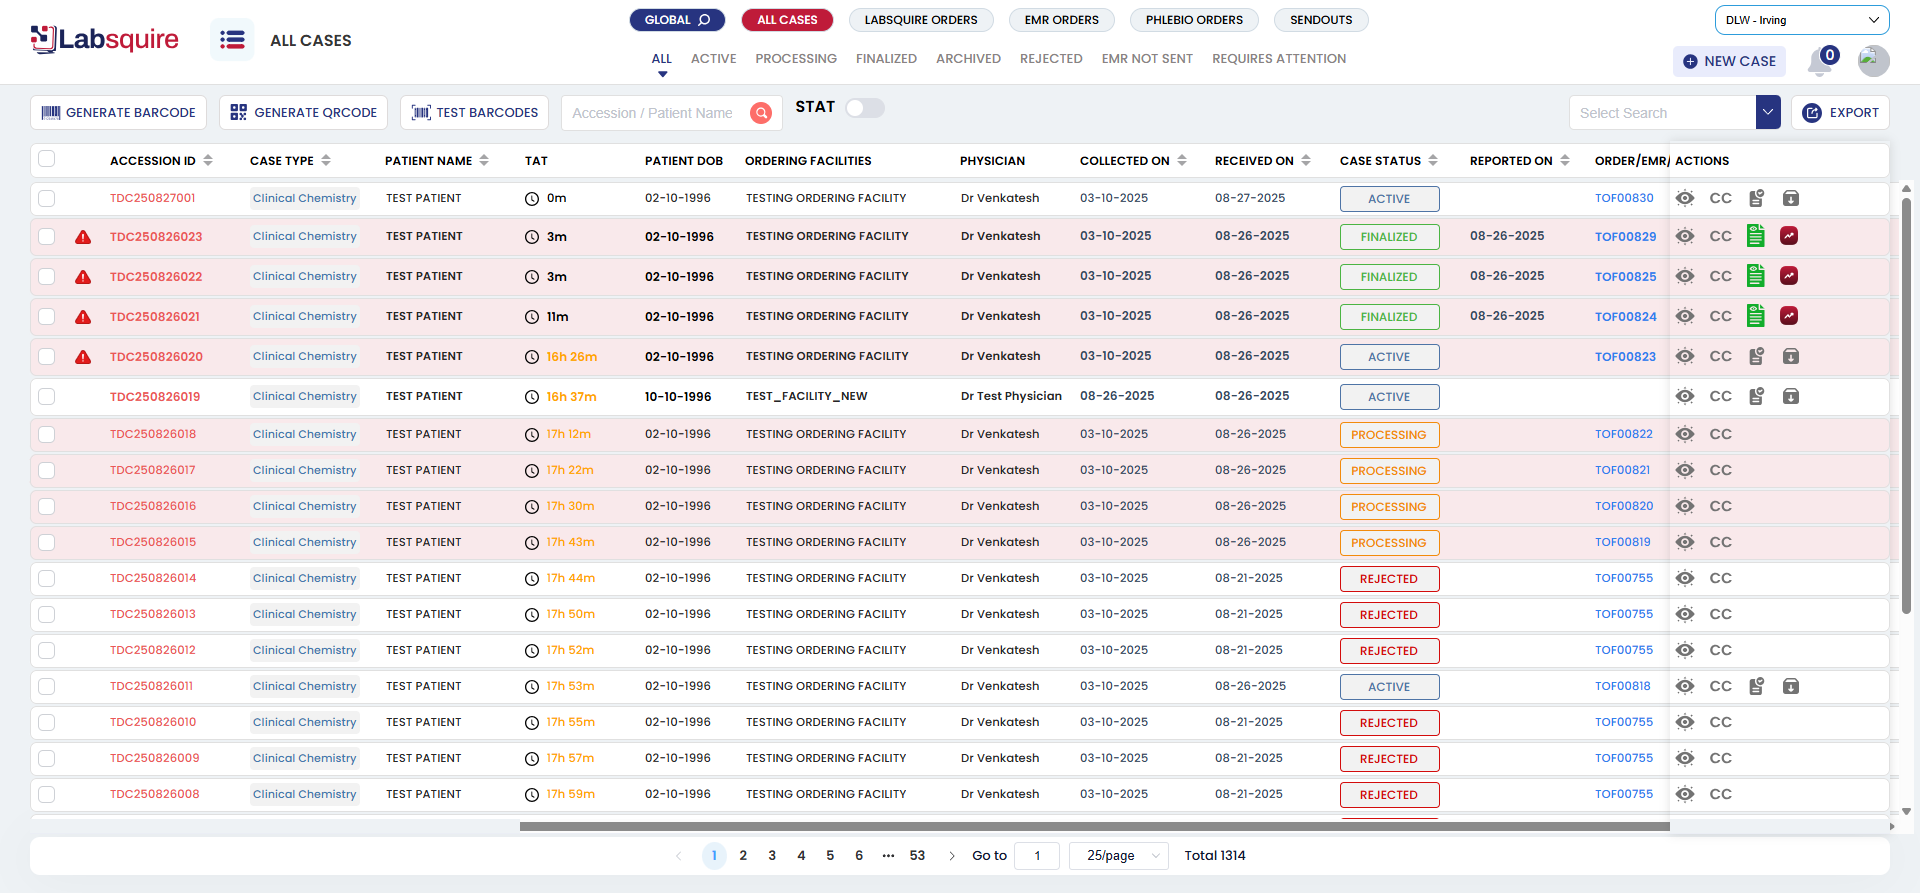 Labsquire
ALL CASES
GLOBAL
ALL CASES
LABSQUIRE ORDERS
EMR ORDERS
PHLEBIO ORDERS
SENDOUTS
DLW - Irving
ALL
ACTIVE
PROCESSING
FINALIZED
ARCHIVED
REJECTED
EMR NOT SENT
REQUIRES ATTENTION
NEW CASE
0
GENERATE BARCODE
GENERATE QRCODE
TEST BARCODES
Accession / Patient Name
STAT
Select Search
EXPORT
ACCESSION ID CASE TYPE PATIENT NAME TAT PATIENT DOB ORDERING FACILITIES PHYSICIAN COLLECTED ON RECEIVED ON CASE STATUS REPORTED ON ORDER/EMR/ ACTIONS
TDC250827001 Clinical Chemistry TEST PATIENT 0m 02-10-1996 TESTING ORDERING FACILITY Dr Venkatesh 03-10-2025 08-27-2025 ACTIVE TOF00830 CC
TDC250826023 Clinical Chemistry TEST PATIENT 3m 02-10-1996 TESTING ORDERING FACILITY Dr Venkatesh 03-10-2025 08-26-2025 FINALIZED 08-26-2025 TOF00829 CC
TDC250826022 Clinical Chemistry TEST PATIENT 3m 02-10-1996 TESTING ORDERING FACILITY Dr Venkatesh 03-10-2025 08-26-2025 FINALIZED 08-26-2025 TOF00825 CC
TDC250826021 Clinical Chemistry TEST PATIENT 11m 02-10-1996 TESTING ORDERING FACILITY Dr Venkatesh 03-10-2025 08-26-2025 FINALIZED 08-26-2025 TOF00824 CC
TDC250826020 Clinical Chemistry TEST PATIENT 16h 26m 02-10-1996 TESTING ORDERING FACILITY Dr Venkatesh 03-10-2025 08-26-2025 ACTIVE TOF00823 CC
TDC250826019 Clinical Chemistry TEST PATIENT 16h 37m 10-10-1996 TEST_FACILITY_NEW Dr Test Physician 08-26-2025 08-26-2025 ACTIVE CC
TDC250826018 Clinical Chemistry TEST PATIENT 17h 12m 02-10-1996 TESTING ORDERING FACILITY Dr Venkatesh 03-10-2025 08-26-2025 PROCESSING TOF00822 CC
TDC250826017 Clinical Chemistry TEST PATIENT 17h 22m 02-10-1996 TESTING ORDERING FACILITY Dr Venkatesh 03-10-2025 08-26-2025 PROCESSING TOF00821 CC
TDC250826016 Clinical Chemistry TEST PATIENT 17h 30m 02-10-1996 TESTING ORDERING FACILITY Dr Venkatesh 03-10-2025 08-26-2025 PROCESSING TOF00820 CC
TDC250826015 Clinical Chemistry TEST PATIENT 17h 43m 02-10-1996 TESTING ORDERING FACILITY Dr Venkatesh 03-10-2025 08-26-2025 PROCESSING TOF00819 CC
TDC250826014 Clinical Chemistry TEST PATIENT 17h 44m 02-10-1996 TESTING ORDERING FACILITY Dr Venkatesh 03-10-2025 08-21-2025 REJECTED TOF00755 CC
TDC250826013 Clinical Chemistry TEST PATIENT 17h 50m 02-10-1996 TESTING ORDERING FACILITY Dr Venkatesh 03-10-2025 08-21-2025 REJECTED TOF00755 CC
TDC250826012 Clinical Chemistry TEST PATIENT 17h 52m 02-10-1996 TESTING ORDERING FACILITY Dr Venkatesh 03-10-2025 08-21-2025 REJECTED TOF00755 CC
TDC250826011 Clinical Chemistry TEST PATIENT 17h 53m 02-10-1996 TESTING ORDERING FACILITY Dr Venkatesh 03-10-2025 08-26-2025 ACTIVE TOF00818 CC
TDC250826010 Clinical Chemistry TEST PATIENT 17h 55m 02-10-1996 TESTING ORDERING FACILITY Dr Venkatesh 03-10-2025 08-21-2025 REJECTED TOF00755 CC
TDC250826009 Clinical Chemistry TEST PATIENT 17h 57m 02-10-1996 TESTING ORDERING FACILITY Dr Venkatesh 03-10-2025 08-21-2025 REJECTED TOF00755 CC
TDC250826008 Clinical Chemistry TEST PATIENT 17h 59m 02-10-1996 TESTING ORDERING FACILITY Dr Venkatesh 03-10-2025 08-21-2025 REJECTED TOF00755 CC
1 2 3 4 5 6 ••• 53 Go to 1 25/page Total 1314